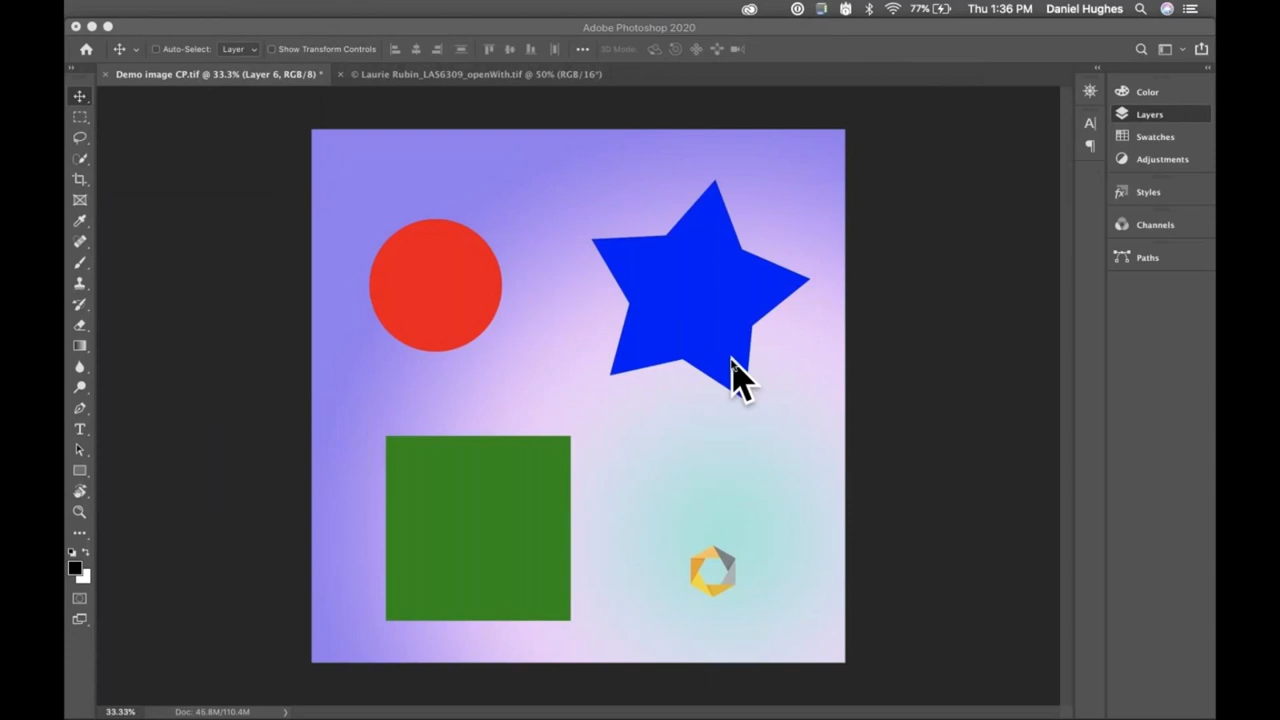 77% Thu 1:36 PM Daniel Hughes
Adobe Photoshop 2020
Auto-Select: Layer Show Transform Controls 3D Mode:
Demo image CP.tif @ 33.3% (Layer 6, RGB/8) * © Laurie Rubin_LAS6309_openWith.tif @ 50% (RGB/16*)
Color
Layers
Swatches
Adjustments
Styles
Channels
Paths
33.33% Doc: 45.8M/110.4M